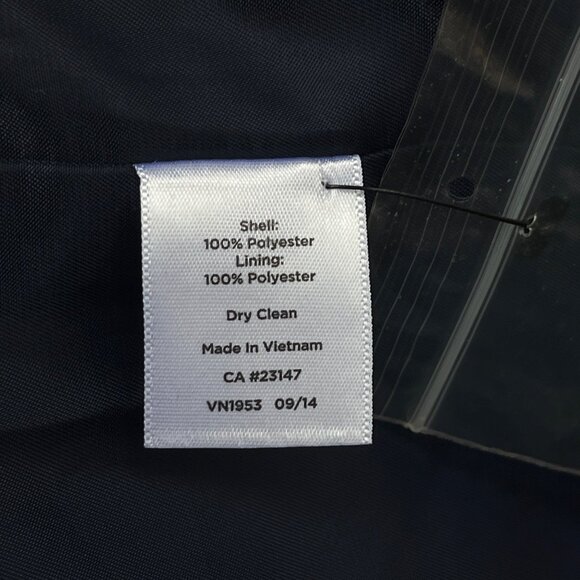 Shell:
100% Polyester
Lining:
100% Polyester
Dry Clean
Made In Vietnam
CA #23147
VN1953 09/14